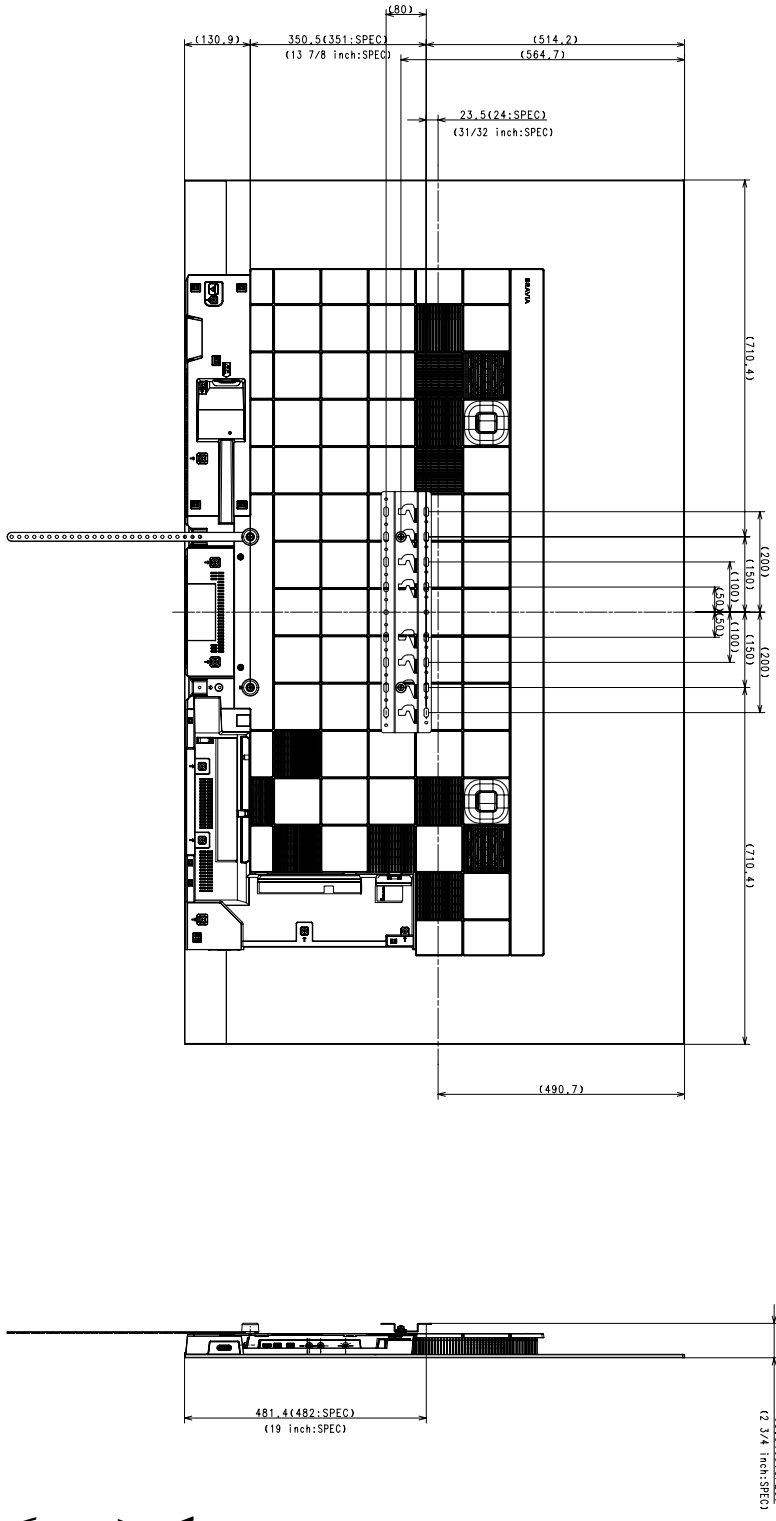 (80)
(130.9)
350.5(351:SPEC)
(514.2)
(13 7/8 inch:SPEC)
(564.7)
23.5(24:SPEC)
(31/32 inch:SPEC)
BRAVIA
(710.4)
(200)
(150)
(100)
(50)
(50)
(100)
(150)
(200)
(710.4)
(490.7)
481.4(482:SPEC)
(19 inch:SPEC)
(2 3/4 inch:SPEC)